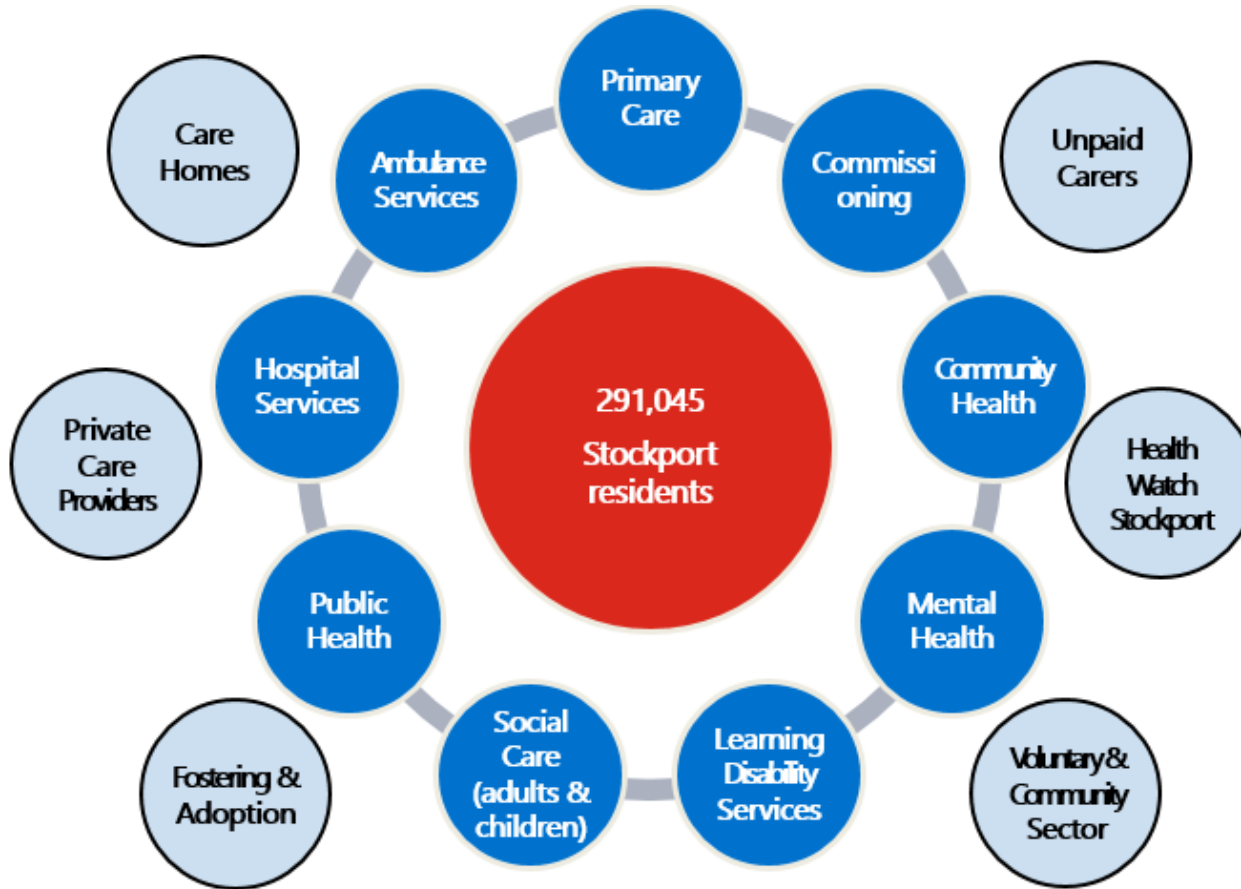 Primary
Care
Care
Homes
Ambulance
Services
Commissi
oning
Unpaid
Carers
Hospital
Services
291,045
Stockport
residents
Community
Health
Private
Care
Providers
Health
Watch
Stockport
Public
Health
Mental
Health
Fostering &
Adoption
Social
Care
(adults &
children)
Learning
Disability
Services
Voluntary &
Community
Sector